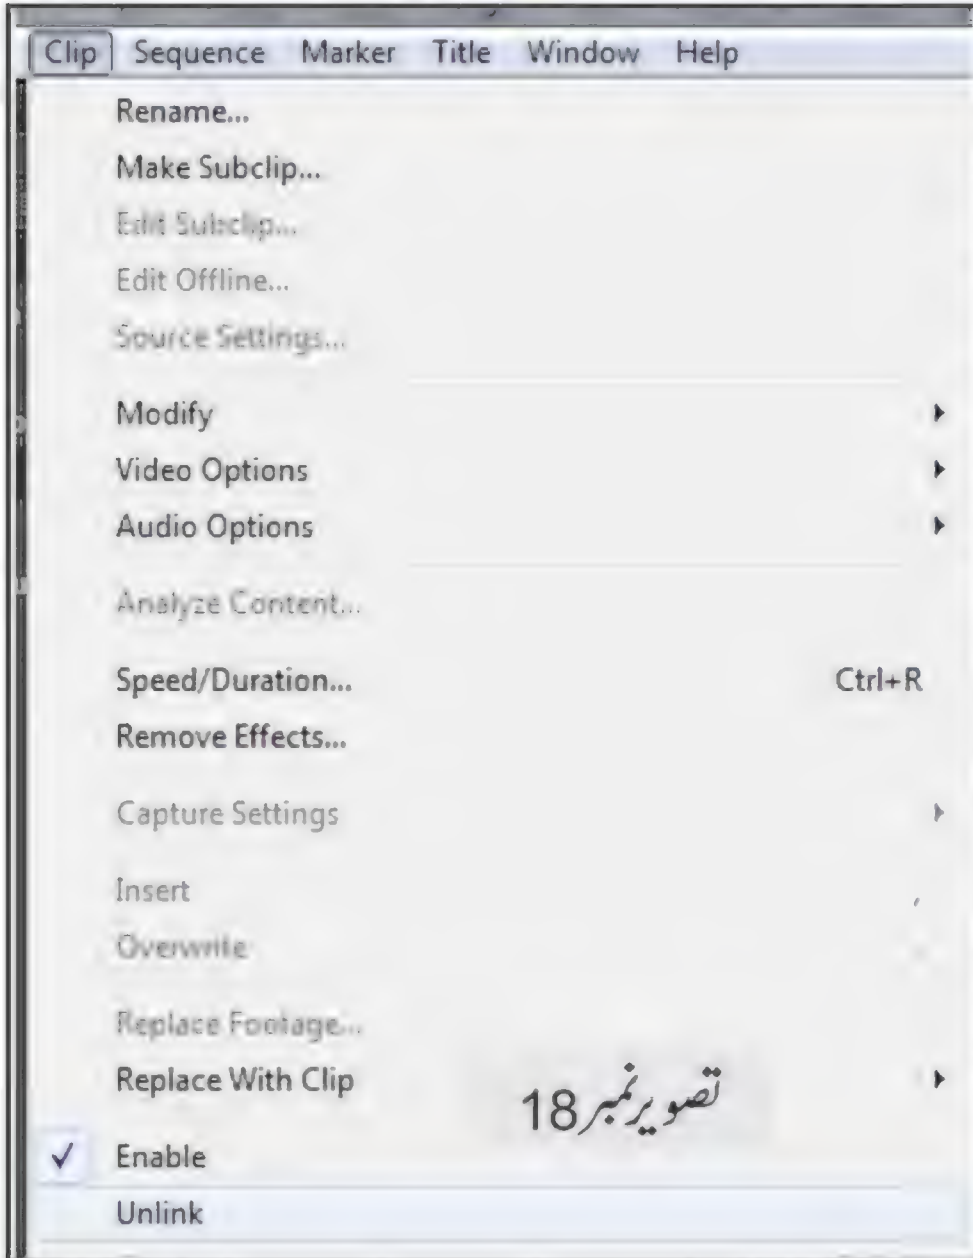 Clip Sequence Marker Title Window Help
Rename...
Make Subclip...
Edit Subclip...
Edit Offline...
Source Settings...
Modify
Video Options
Audio Options
Analyze Content...
Speed/Duration... Ctrl+R
Remove Effects...
Capture Settings
Insert ,
Overwrite .
Replace Footage...
Replace With Clip
تصویر نمبر 18
Enable
Unlink